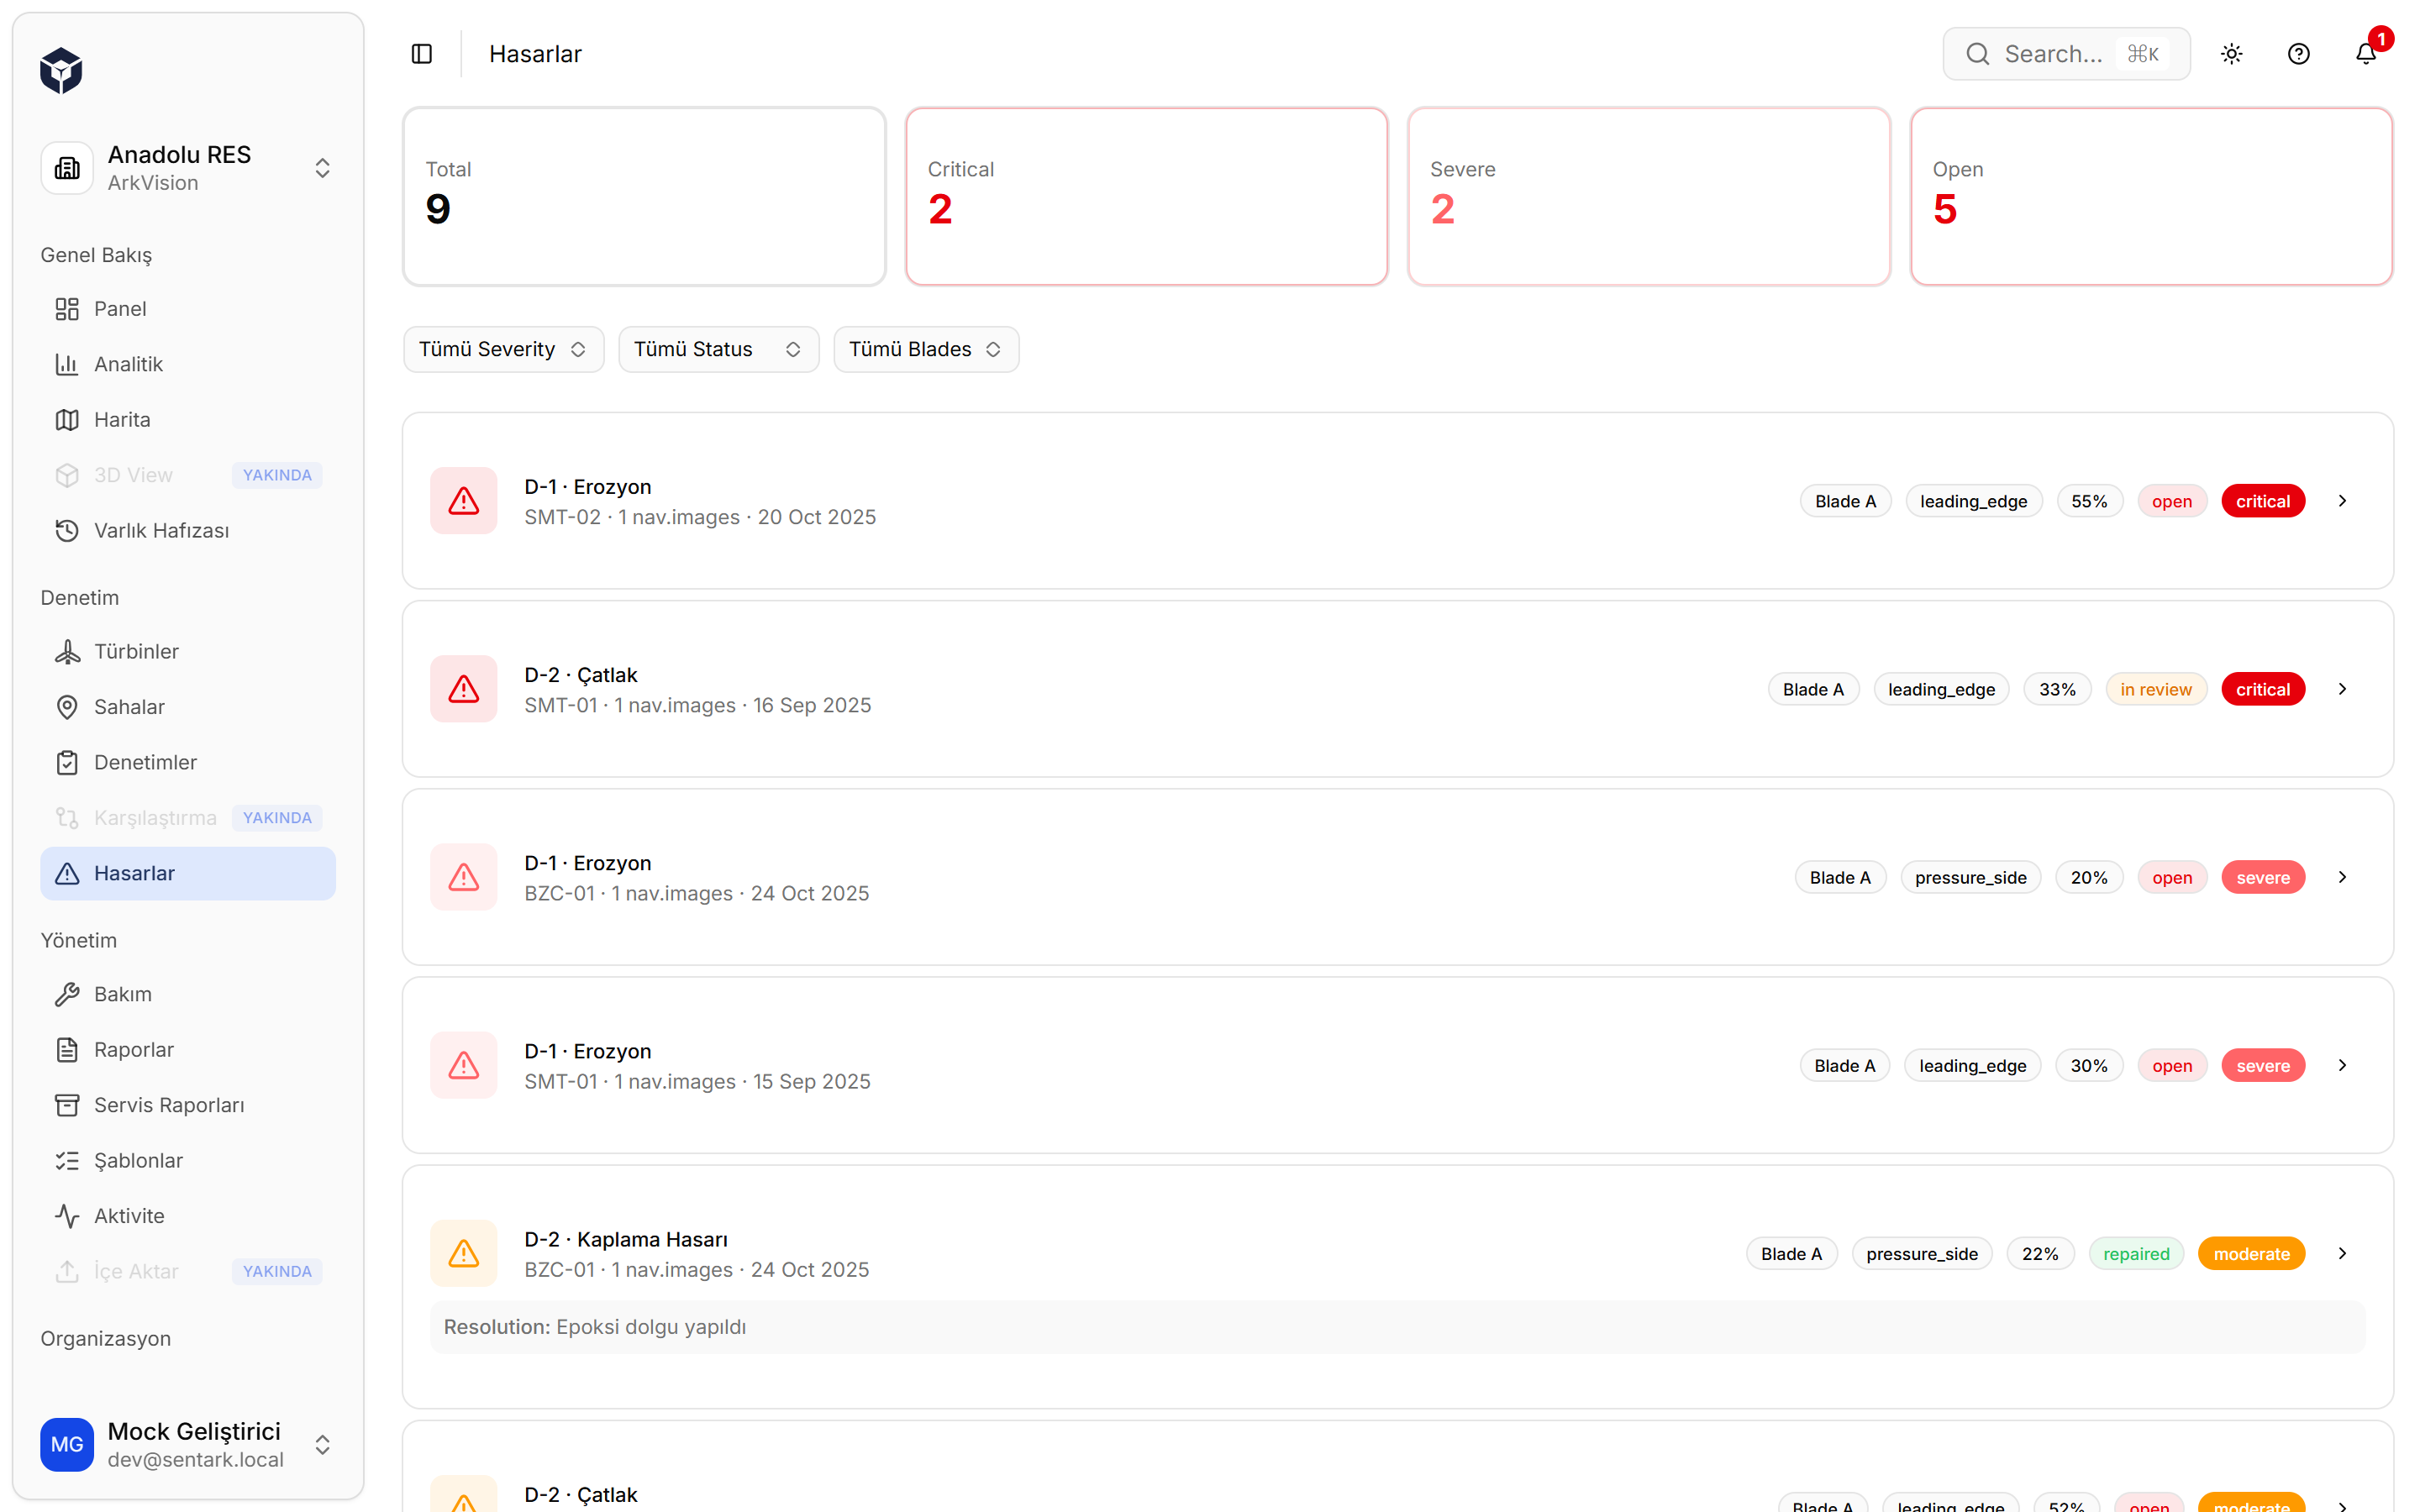 Anadolu RES
ArkVision
Genel Bakış
Panel
Analitik
Harita
3D View YAKINDA
Varlık Hafızası
Denetim
Türbinler
Sahalar
Denetimler
Karşılaştırma YAKINDA
Hasarlar
Yönetim
Bakım
Raporlar
Servis Raporları
Şablonlar
Aktivite
İçe Aktar YAKINDA
Organizasyon
MG
Mock Geliştirici
dev@sentark.local
Hasarlar
Search... ⌘K
1
Total
9
Critical
2
Severe
2
Open
5
Tümü Severity
Tümü Status
Tümü Blades
D-1 · Erozyon
SMT-02 · 1 nav.images · 20 Oct 2025
Blade A leading_edge 55% open critical
D-2 · Çatlak
SMT-01 · 1 nav.images · 16 Sep 2025
Blade A leading_edge 33% in review critical
D-1 · Erozyon
BZC-01 · 1 nav.images · 24 Oct 2025
Blade A pressure_side 20% open severe
D-1 · Erozyon
SMT-01 · 1 nav.images · 15 Sep 2025
Blade A leading_edge 30% open severe
D-2 · Kaplama Hasarı
BZC-01 · 1 nav.images · 24 Oct 2025
Blade A pressure_side 22% repaired moderate
Resolution: Epoksi dolgu yapıldı
D-2 · Çatlak
Blade A leading_edge 52% open moderate